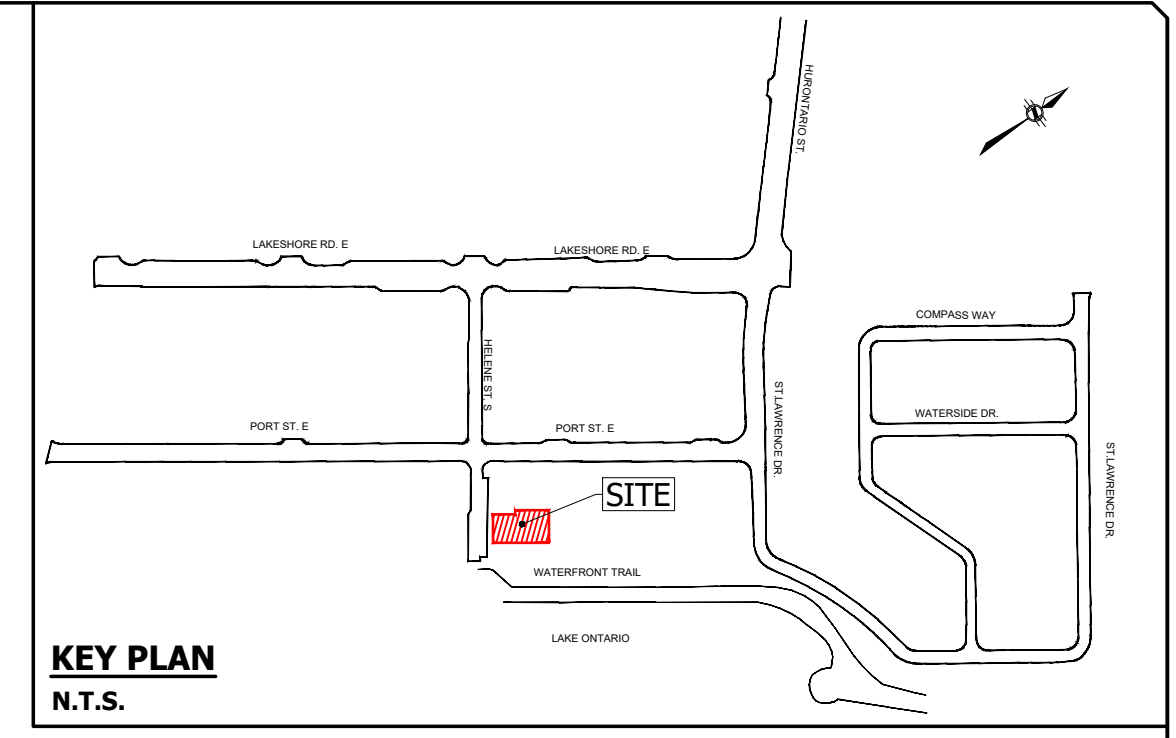 HURONTARIO ST.
LAKESHORE RD. E
LAKESHORE RD. E
COMPASS WAY
HELENE ST. S
ST.LAWRENCE DR.
WATERSIDE DR.
PORT ST. E
PORT ST. E
ST.LAWRENCE DR.
SITE
WATERFRONT TRAIL
LAKE ONTARIO
KEY PLAN
N.T.S.